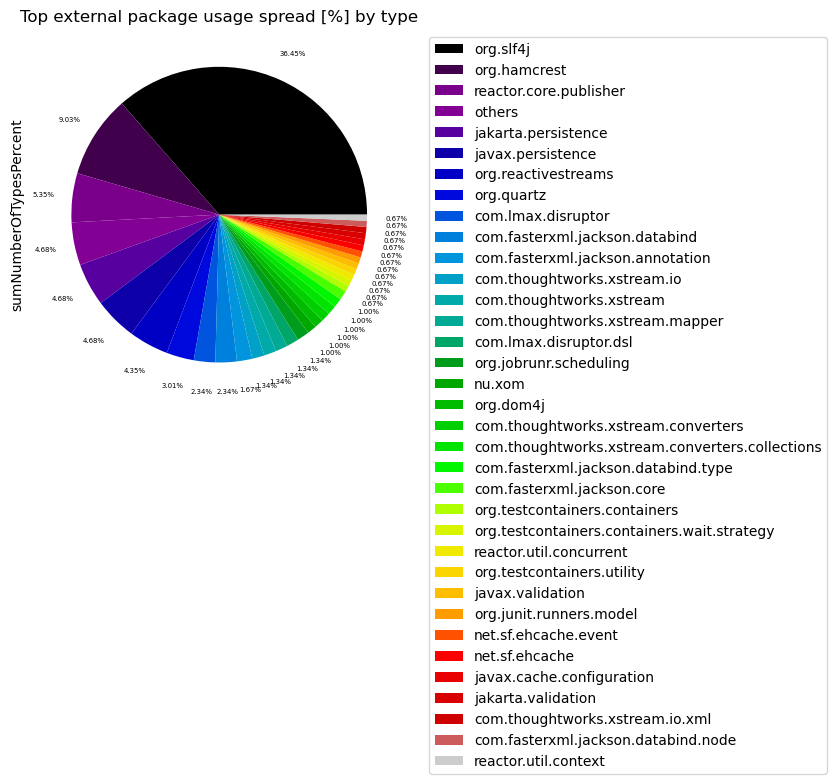 Top external package usage spread [%] by type
sumNumberOfTypesPercent
36.45%
9.03%
5.35%
4.68%
4.68%
4.68%
4.35%
3.01%
2.34%
2.34%
1.67%
1.34%
1.34%
1.34%
1.34%
1.34%
1.00%
1.00%
1.00%
1.00%
1.00%
1.00%
0.67%
0.67%
0.67%
0.67%
0.67%
0.67%
0.67%
0.67%
0.67%
0.67%
0.67%
0.67%
0.67%
org.slf4j
org.hamcrest
reactor.core.publisher
others
jakarta.persistence
javax.persistence
org.reactivestreams
org.quartz
com.lmax.disruptor
com.fasterxml.jackson.databind
com.fasterxml.jackson.annotation
com.thoughtworks.xstream.io
com.thoughtworks.xstream
com.thoughtworks.xstream.mapper
com.lmax.disruptor.dsl
org.jobrunr.scheduling
nu.xom
org.dom4j
com.thoughtworks.xstream.converters
com.thoughtworks.xstream.converters.collections
com.fasterxml.jackson.databind.type
com.fasterxml.jackson.core
org.testcontainers.containers
org.testcontainers.containers.wait.strategy
reactor.util.concurrent
org.testcontainers.utility
javax.validation
org.junit.runners.model
net.sf.ehcache.event
net.sf.ehcache
javax.cache.configuration
jakarta.validation
com.thoughtworks.xstream.io.xml
com.fasterxml.jackson.databind.node
reactor.util.context